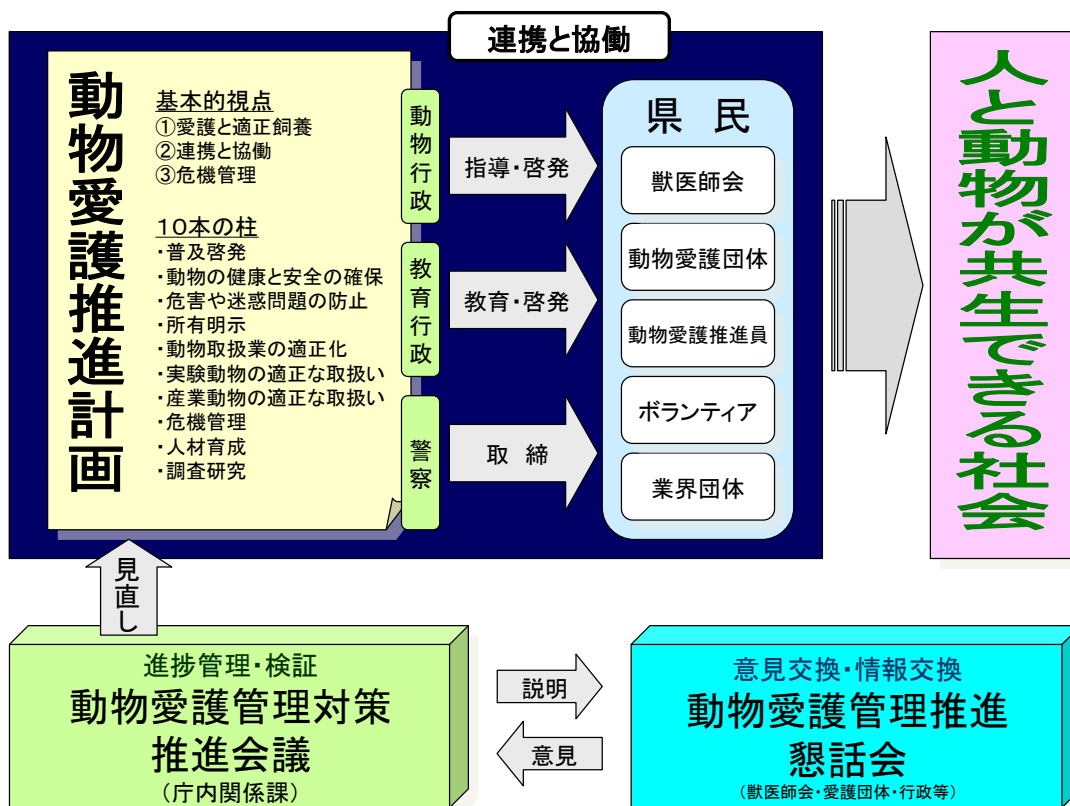 連携と協働
動物愛護推進計画
基本的視点
①愛護と適正飼養
②連携と協働
③危機管理
10本の柱
・普及啓発
・動物の健康と安全の確保
・危害や迷惑問題の防止
・所有明示
・動物取扱業の適正化
・実験動物の適正な取扱い
・産業動物の適正な取扱い
・危機管理
・人材育成
・調査研究
動物行政
教育行政
警察
指導・啓発
教育・啓発
取締
県民
獣医師会
動物愛護団体
動物愛護推進員
ボランティア
業界団体
人と動物が共生できる社会
見直し
進捗管理・検証
動物愛護管理対策
推進会議
（庁内関係課）
説明
意見
意見交換・情報交換
動物愛護管理推進
懇話会
（獣医師会・愛護団体・行政等）